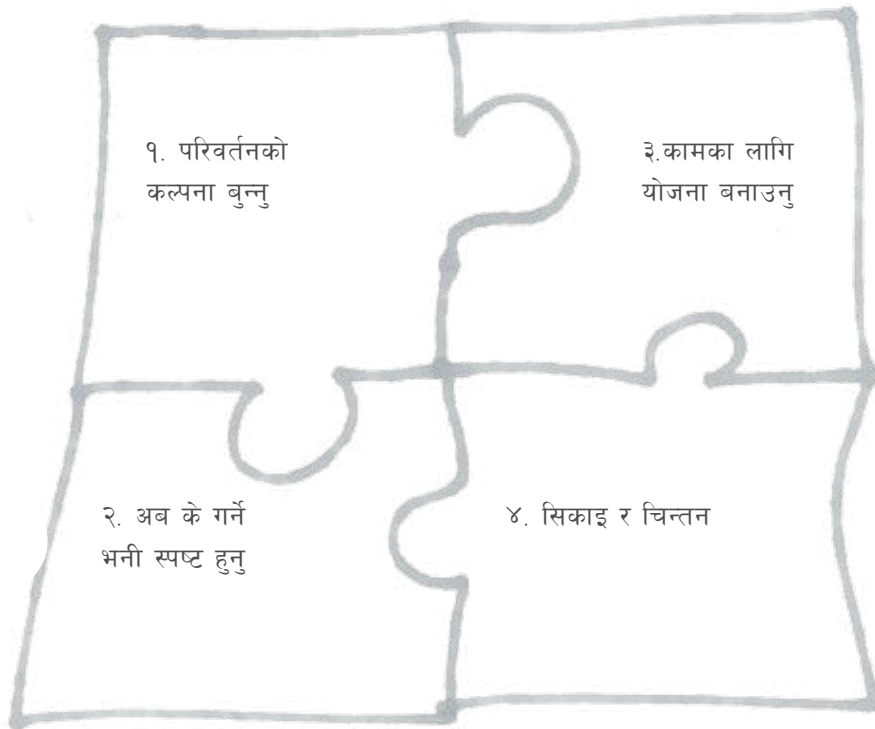 १. परिवर्तनको
कल्पना बुन्नु
३.कामका लागि
योजना बनाउनु
२. अब के गर्ने
भनी स्पष्ट हुनु
४. सिकाइ र चिन्तन